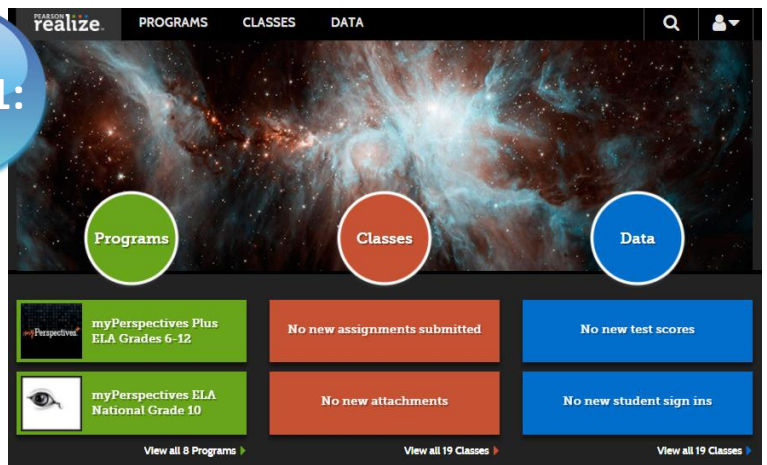 PEARSON
realize.
PROGRAMS CLASSES DATA
1:
Programs
Classes
Data
myPerspectives+
myPerspectives Plus
ELA Grades 6-12
No new assignments submitted
No new test scores
myPerspectives ELA
National Grade 10
No new attachments
No new student sign ins
View all 8 Programs
View all 19 Classes
View all 19 Classes